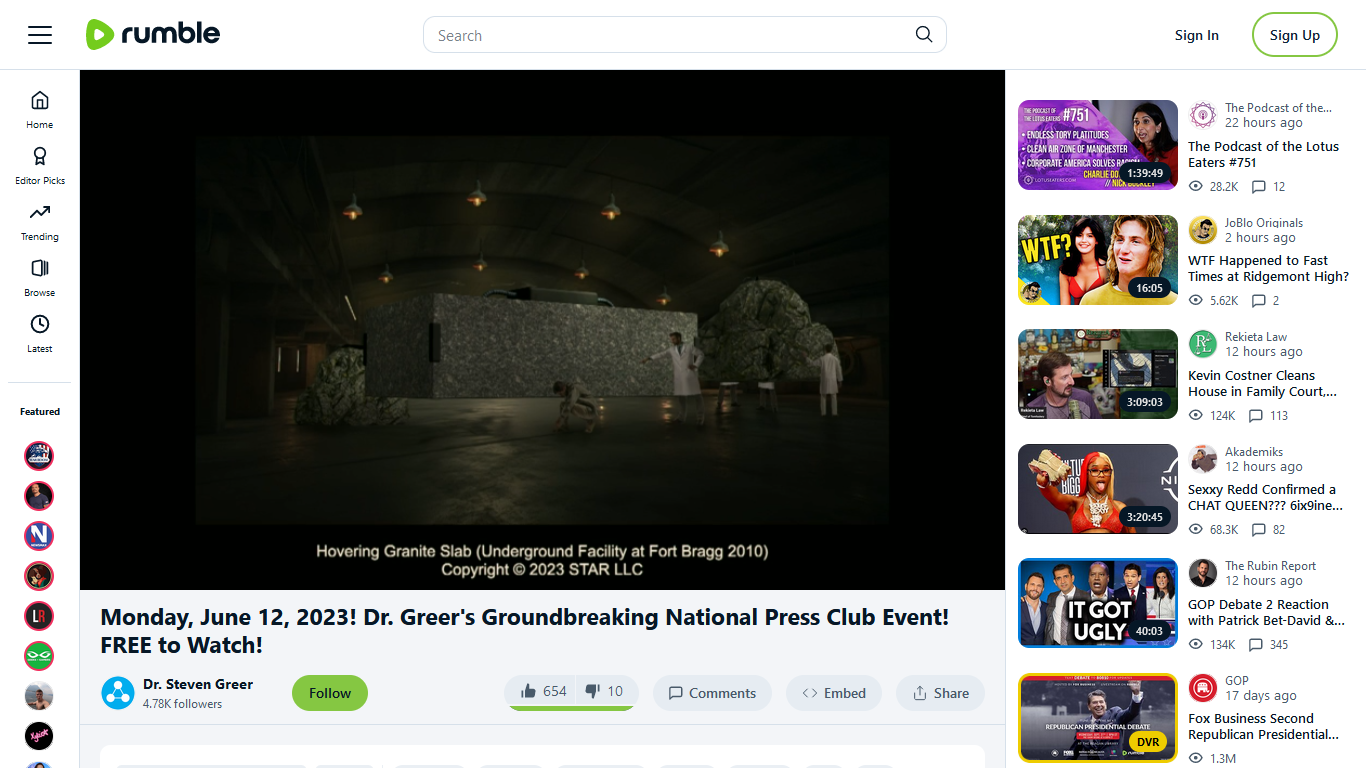 rumble
Search
Sign In
Sign Up
Home
Editor Picks
Trending
Browse
Latest
Featured
Hovering Granite Slab (Underground Facility at Fort Bragg 2010)
Copyright © 2023 STAR LLC
Monday, June 12, 2023! Dr. Greer's Groundbreaking National Press Club Event!
FREE to Watch!
Dr. Steven Greer
4.78K followers
Follow
654
10
Comments
Embed
Share
THE PODCAST OF
THE LOTUS EATERS
#751
• ENDLESS TORY PLATITUDES
• CLEAN AIR ZONE OF MANCHESTER
• CORPORATE AMERICA SOLVES RACISM
LOTUSEATERS.COM
1:39:49
The Podcast of the...
22 hours ago
The Podcast of the Lotus
Eaters #751
28.2K
12
WTF?
16:05
JoBlo Originals
2 hours ago
WTF Happened to Fast
Times at Ridgemont High?
5.62K
2
Rekieta Law
3:09:03
Rekieta Law
12 hours ago
Kevin Costner Cleans
House in Family Court,...
124K
113
3:20:45
Akademiks
12 hours ago
Sexxy Redd Confirmed a
CHAT QUEEN??? 6ix9ine...
68.3K
82
IT GOT
UGLY
40:03
The Rubin Report
12 hours ago
GOP Debate 2 Reaction
with Patrick Bet-David &...
134K
345
REPUBLICAN PRESIDENTIAL DEBATE
rumble
DVR
GOP
17 days ago
Fox Business Second
Republican Presidential...
1.3M